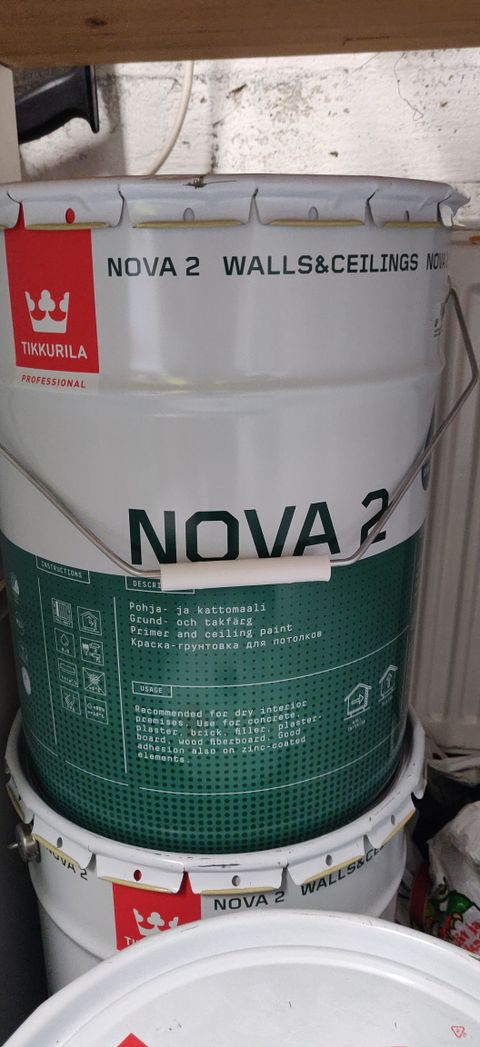 NOVA 2 WALLS&CEILINGS NOVA
TIKKURILA
PROFESSIONAL
NOVA 2
INSTRUCTIONS
Pohja- ja kattomaali
Grund- och takfärg
Primer and ceiling paint
Краска-грунтовка для потолков
USAGE
Recommended for dry interior
premises. Use for concrete,
plaster, brick, filler, plaster-
board, wood fiberboard. Good
adhesion also on zinc-coated
elements.
NOVA 2
NOVA 2 WALLS&CEIL